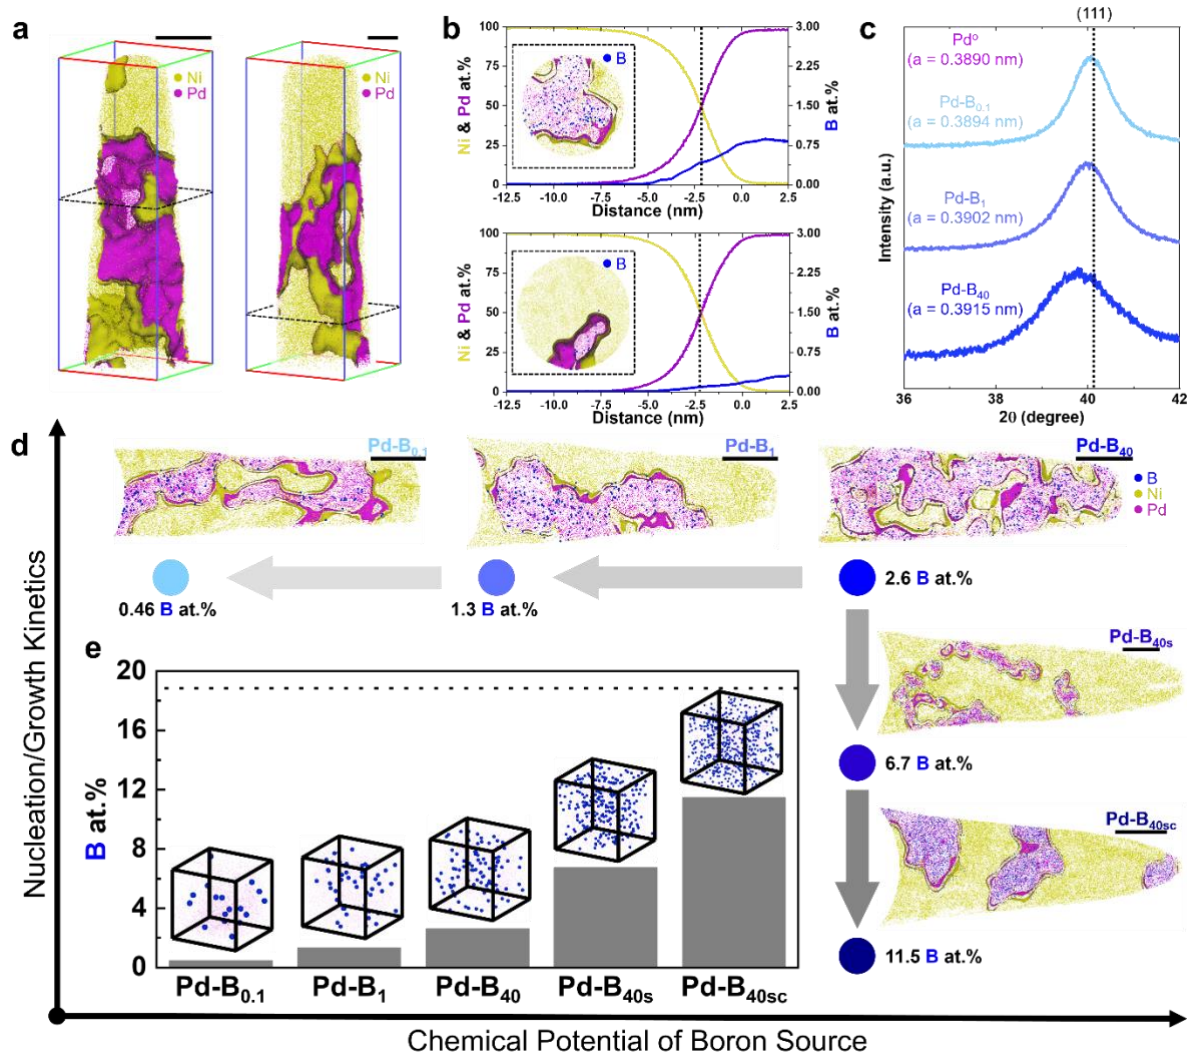 a
Ni
Pd
Ni
Pd
b
100
75
50
25
0
Ni & Pd at.%
3.00
2.25
1.50
0.75
0.00
B at.%
B
-12.5 -10.0 -7.5 -5.0 -2.5 0.0 2.5
Distance (nm)
100
75
50
25
0
Ni & Pd at.%
3.00
2.25
1.50
0.75
0.00
B at.%
B
-12.5 -10.0 -7.5 -5.0 -2.5 0.0 2.5
Distance (nm)
c
(111)
Pd⁰
(a = 0.3890 nm)
Pd-B₀.₁
(a = 0.3894 nm)
Pd-B₁
(a = 0.3902 nm)
Pd-B₄₀
(a = 0.3915 nm)
Intensity (a.u.)
36 38 40 42
2θ (degree)
d
Pd-B₀.₁
Pd-B₁
Pd-B₄₀
B
Ni
Pd
0.46 B at.%
1.3 B at.%
2.6 B at.%
Pd-B₄₀ₛ
6.7 B at.%
Pd-B₄₀sc
11.5 B at.%
e
20
16
12
8
4
0
B at.%
Pd-B₀.₁ Pd-B₁ Pd-B₄₀ Pd-B₄₀ₛ Pd-B₄₀sc
Nucleation/Growth Kinetics
Chemical Potential of Boron Source